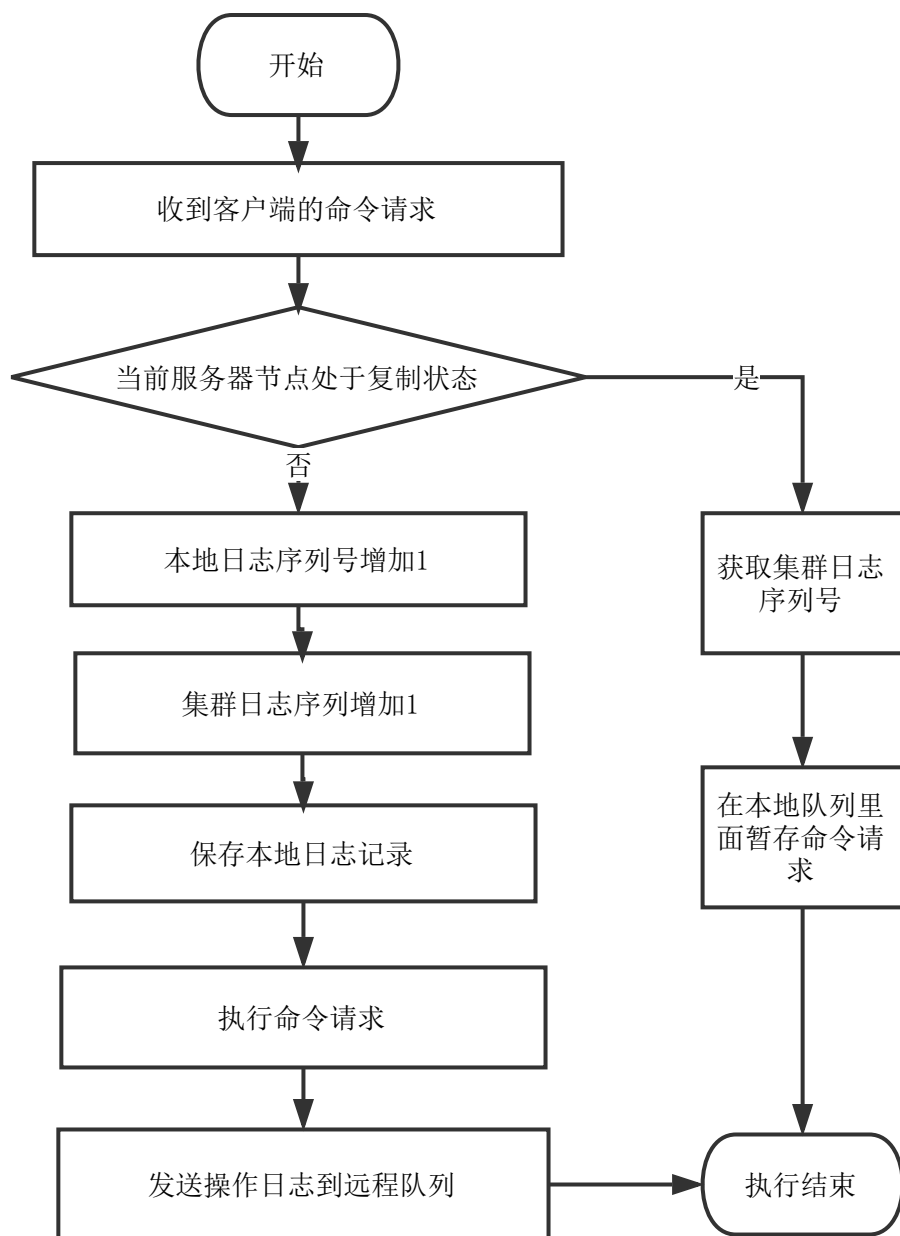 开始
收到客户端的命令请求
当前服务器节点处于复制状态
是
否
本地日志序列号增加1
获取集群日志
序列号
集群日志序列增加1
在本地队列里
面暂存命令请
求
保存本地日志记录
执行命令请求
发送操作日志到远程队列
执行结束